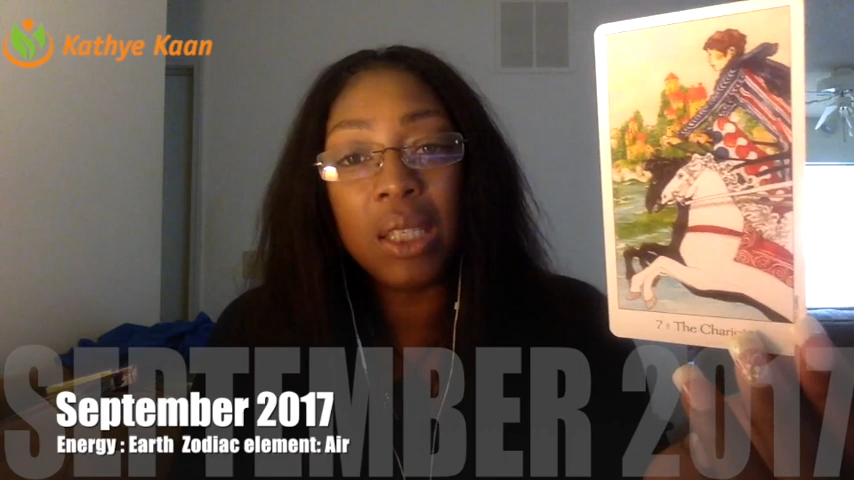 Kathye Kaan
7 The Chariot
SEPTEMBER 2017
September 2017
Energy : Earth Zodiac element: Air